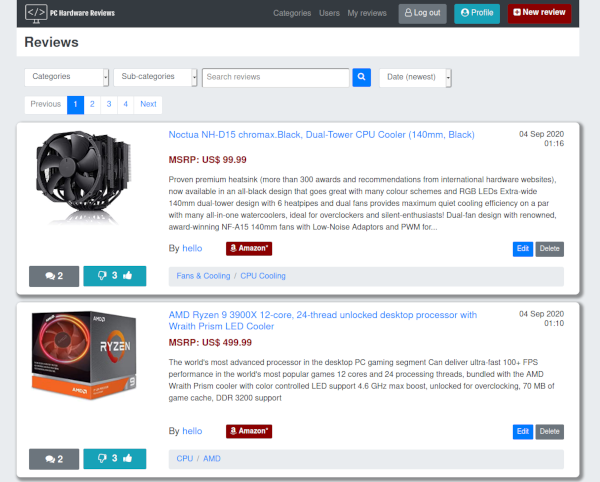 </> PC Hardware Reviews Categories Users My reviews Log out Profile New review
Reviews
Categories Sub-categories Search reviews Date (newest)
Previous 1 2 3 4 Next
Noctua NH-D15 chromax.Black, Dual-Tower CPU Cooler (140mm, Black)
04 Sep 2020
01:16
MSRP: US$ 99.99
Proven premium heatsink (more than 300 awards and recommendations from international hardware websites),
now available in an all-black design that goes great with many colour schemes and RGB LEDs Extra-wide
140mm dual-tower design with 6 heatpipes and dual fans provides maximum quiet cooling efficiency on a par
with many all-in-one watercoolers, ideal for overclockers and silent-enthusiasts! Dual-fan design with renowned,
award-winning NF-A15 140mm fans with Low-Noise Adaptors and PWM for...
By hello Amazon* Edit Delete
2 3 Fans & Cooling / CPU Cooling
AMD Ryzen 9 3900X 12-core, 24-thread unlocked desktop processor with
Wraith Prism LED Cooler
04 Sep 2020
01:10
MSRP: US$ 499.99
AMD
RYZEN
9
The world's most advanced processor in the desktop PC gaming segment Can deliver ultra-fast 100+ FPS
performance in the world's most popular games 12 cores and 24 processing threads, bundled with the AMD
Wraith Prism cooler with color controlled LED support 4.6 GHz max boost, unlocked for overclocking, 70 MB of
game cache, DDR 3200 support
By hello Amazon* Edit Delete
2 3 CPU / AMD